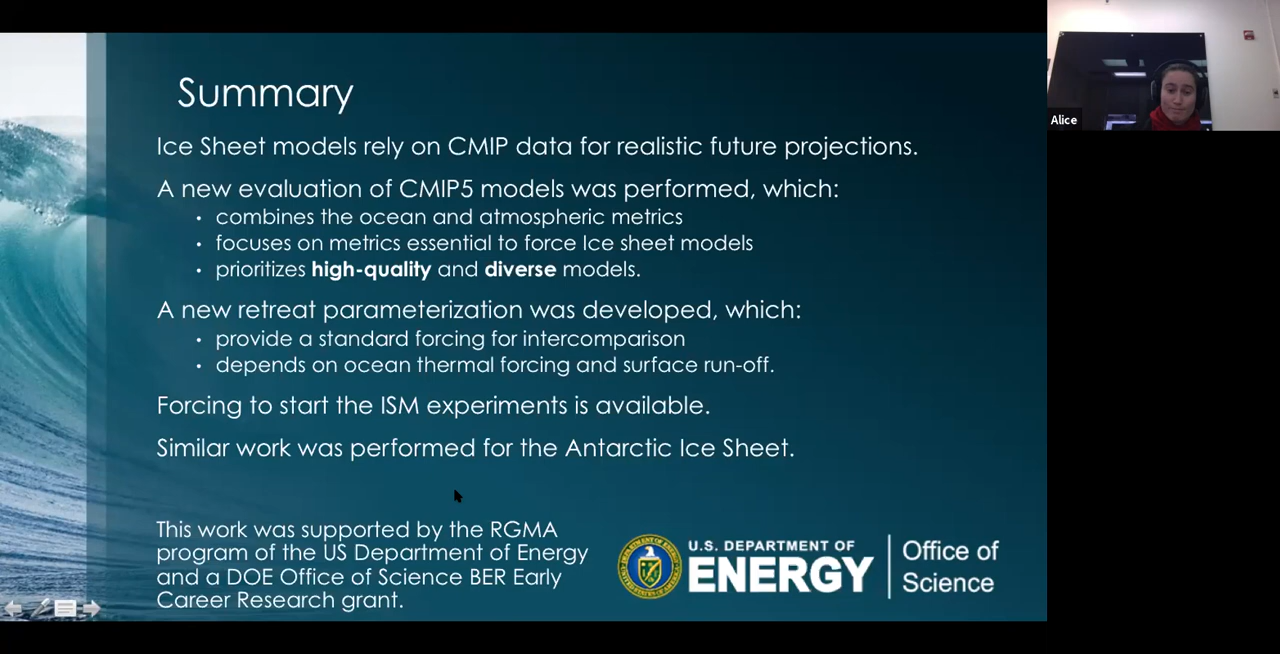 Summary
Ice Sheet models rely on CMIP data for realistic future projections.
A new evaluation of CMIP5 models was performed, which:
• combines the ocean and atmospheric metrics
• focuses on metrics essential to force Ice sheet models
• prioritizes high-quality and diverse models.
A new retreat parameterization was developed, which:
• provide a standard forcing for intercomparison
• depends on ocean thermal forcing and surface run-off.
Forcing to start the ISM experiments is available.
Similar work was performed for the Antarctic Ice Sheet.
This work was supported by the RGMA
program of the US Department of Energy
and a DOE Office of Science BER Early
Career Research grant.
U.S. DEPARTMENT OF
ENERGY
Office of
Science
Alice